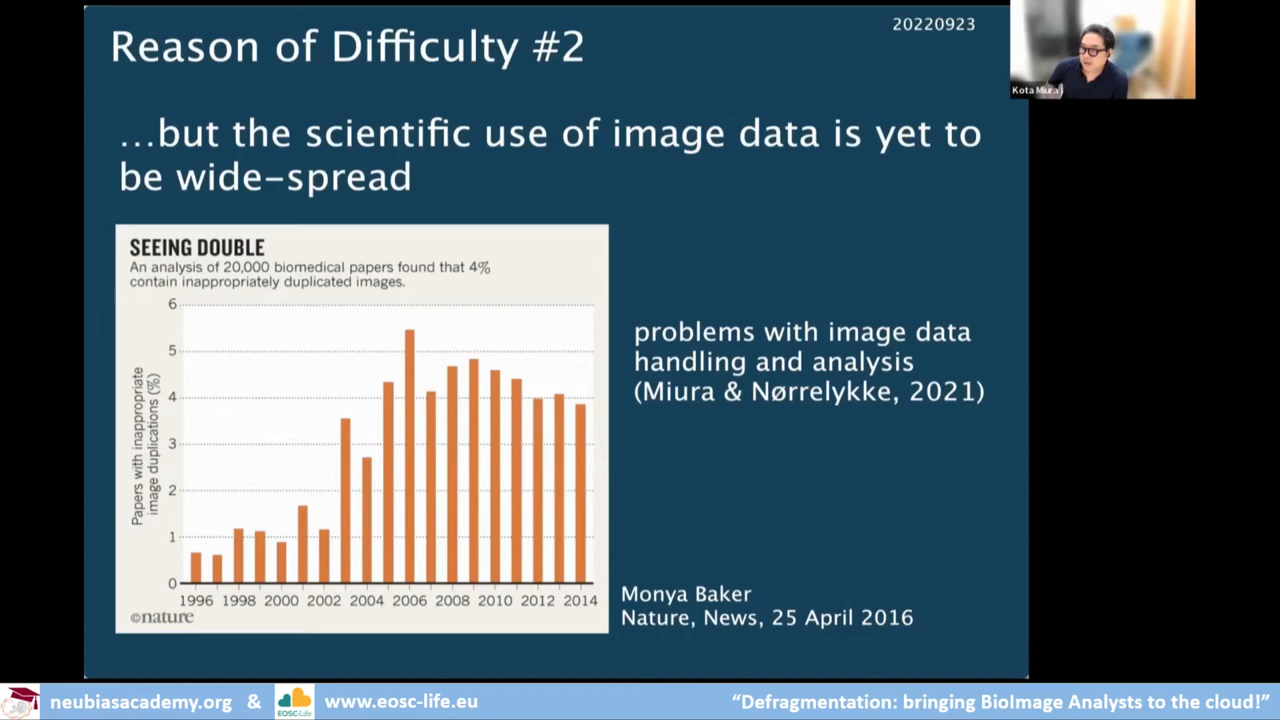 20220923
Reason of Difficulty #2
Kota Miura
…but the scientific use of image data is yet to
be wide-spread
SEEING DOUBLE
An analysis of 20,000 biomedical papers found that 4%
contain inappropriately duplicated images.
Papers with inappropriate
image duplications (%)
6
5
4
3
2
1
0
1996 1998 2000 2002 2004 2006 2008 2010 2012 2014
©nature
problems with image data
handling and analysis
(Miura & Nørrelykke, 2021)
Monya Baker
Nature, News, 25 April 2016
neubiasacademy.org & EOSC-Life www.eosc-life.eu “Defragmentation: bringing BioImage Analysts to the cloud!”